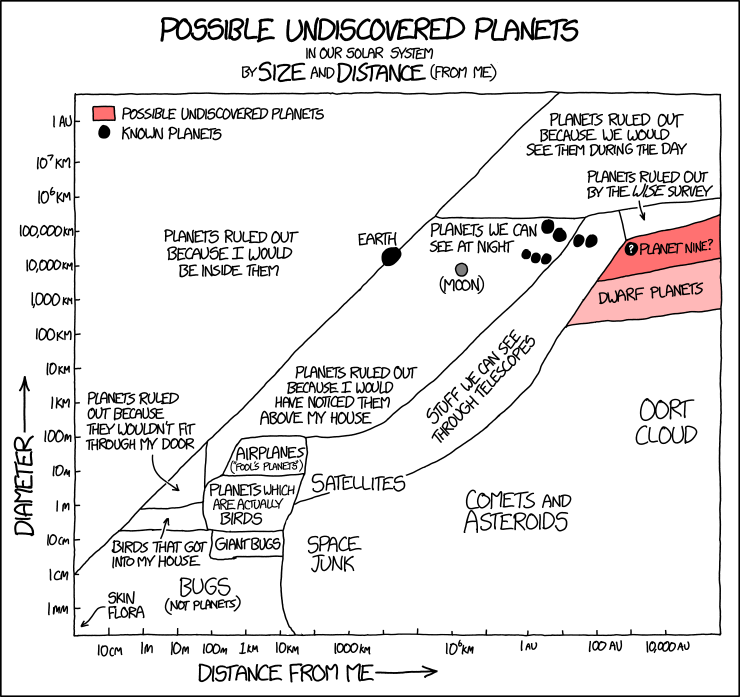 POSSIBLE UNDISCOVERED PLANETS
IN OUR SOLAR SYSTEM
BY SIZE AND DISTANCE (FROM ME)
POSSIBLE UNDISCOVERED PLANETS
KNOWN PLANETS
PLANETS RULED OUT
BECAUSE WE WOULD
SEE THEM DURING THE DAY
PLANETS RULED OUT
BY THE WISE SURVEY
PLANETS RULED OUT
BECAUSE I WOULD
BE INSIDE THEM
EARTH
PLANETS WE CAN
SEE AT NIGHT
(MOON)
? PLANET NINE?
DWARF PLANETS
PLANETS RULED OUT
BECAUSE I WOULD
HAVE NOTICED THEM
ABOVE MY HOUSE
STUFF WE CAN SEE
THROUGH TELESCOPES
OORT
CLOUD
PLANETS RULED
OUT BECAUSE
THEY WOULDN'T FIT
THROUGH MY DOOR
AIRPLANES
("FOOL'S PLANETS")
PLANETS WHICH
ARE ACTUALLY
BIRDS
SATELLITES
COMETS AND
ASTEROIDS
BIRDS THAT GOT
INTO MY HOUSE
GIANT BUGS
SPACE
JUNK
BUGS
(NOT PLANETS)
SKIN
FLORA
DIAMETER
1 AU
10⁷ KM
10⁶ KM
100,000 KM
10,000 KM
1,000 KM
100 KM
10 KM
1 KM
100 M
10 M
1 M
10 CM
1 CM
1 MM
10 CM 1 M 10 M 100 M 1 KM 10 KM 1000 KM 10⁶ KM 1 AU 100 AU 10,000 AU
DISTANCE FROM ME